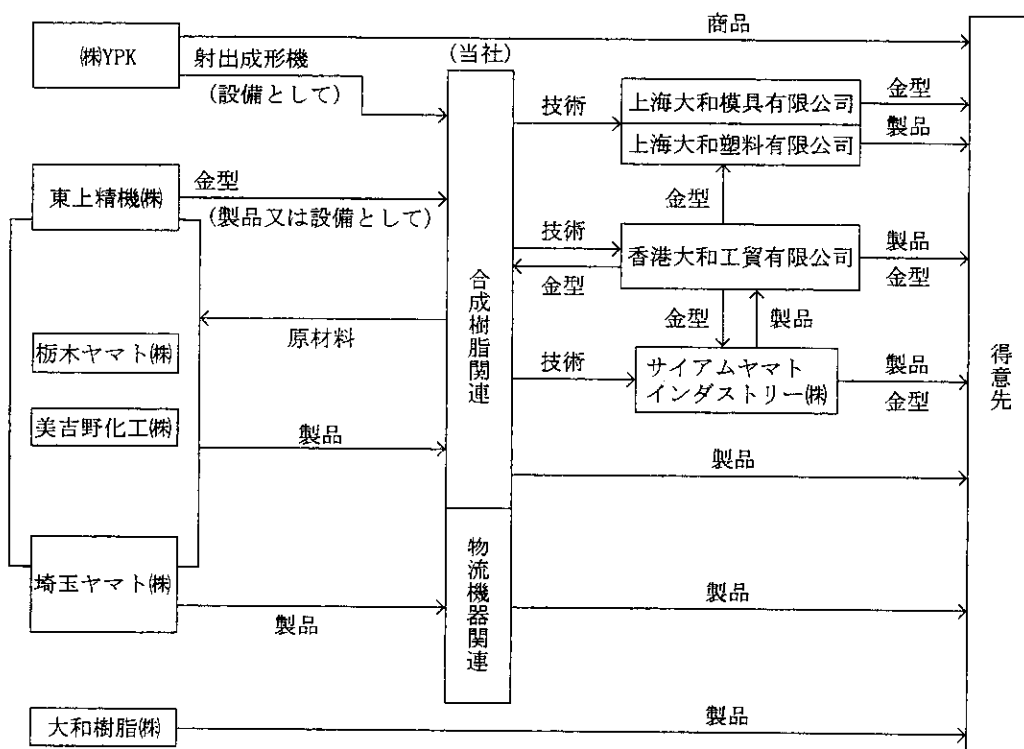 商品
㈱YPK
射出成形機
(設備として)
(当社)
技術
上海大和模具有限公司
金型
上海大和塑料有限公司
製品
東上精機㈱
金型
(製品又は設備として)
金型
技術
香港大和工貿有限公司
製品
金型
金型
合成樹脂関連
原材料
金型
製品
栃木ヤマト㈱
技術
サイアムヤマト
インダストリー㈱
製品
金型
得意先
美吉野化工㈱
製品
製品
埼玉ヤマト㈱
製品
物流機器関連
製品
大和樹脂㈱
製品